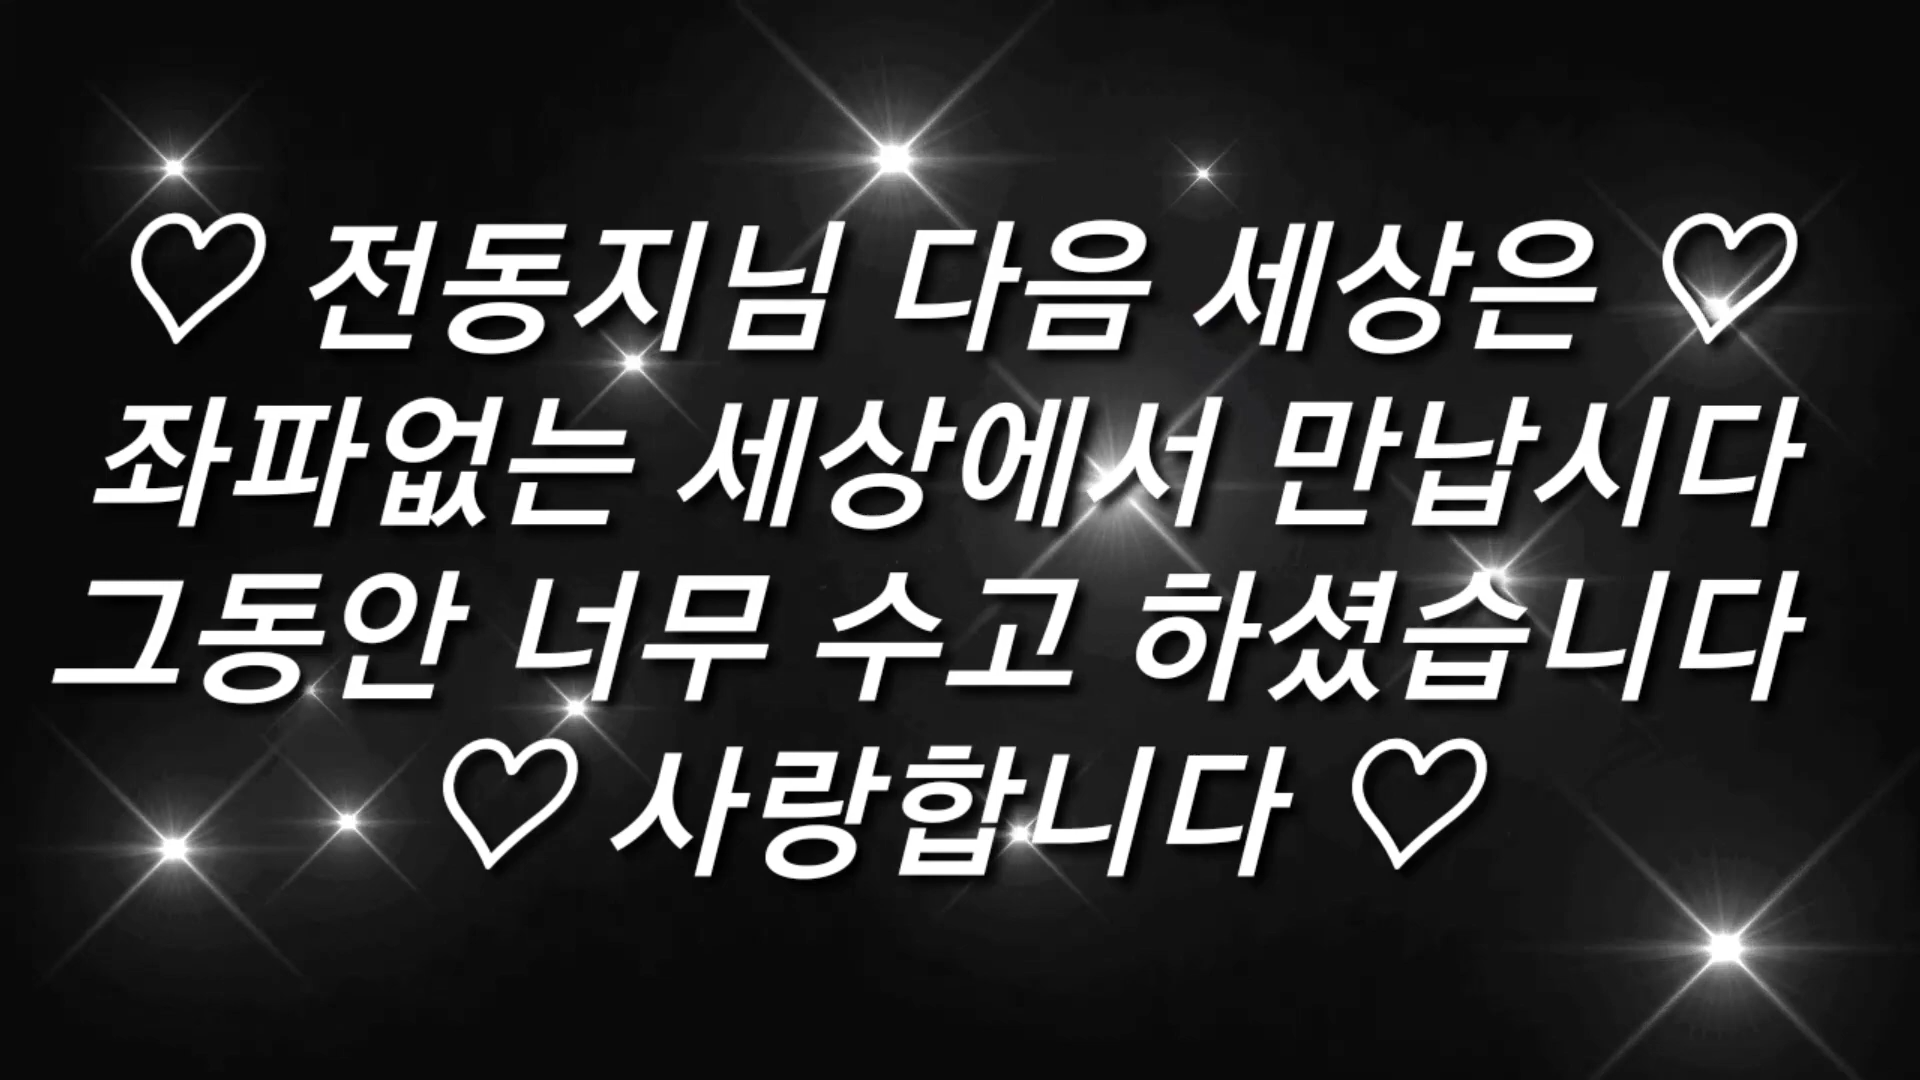 ♡ 전동지님 다음 세상은 ♡
좌파없는 세상에서 만납시다
그동안 너무 수고 하셨습니다
♡ 사랑합니다 ♡